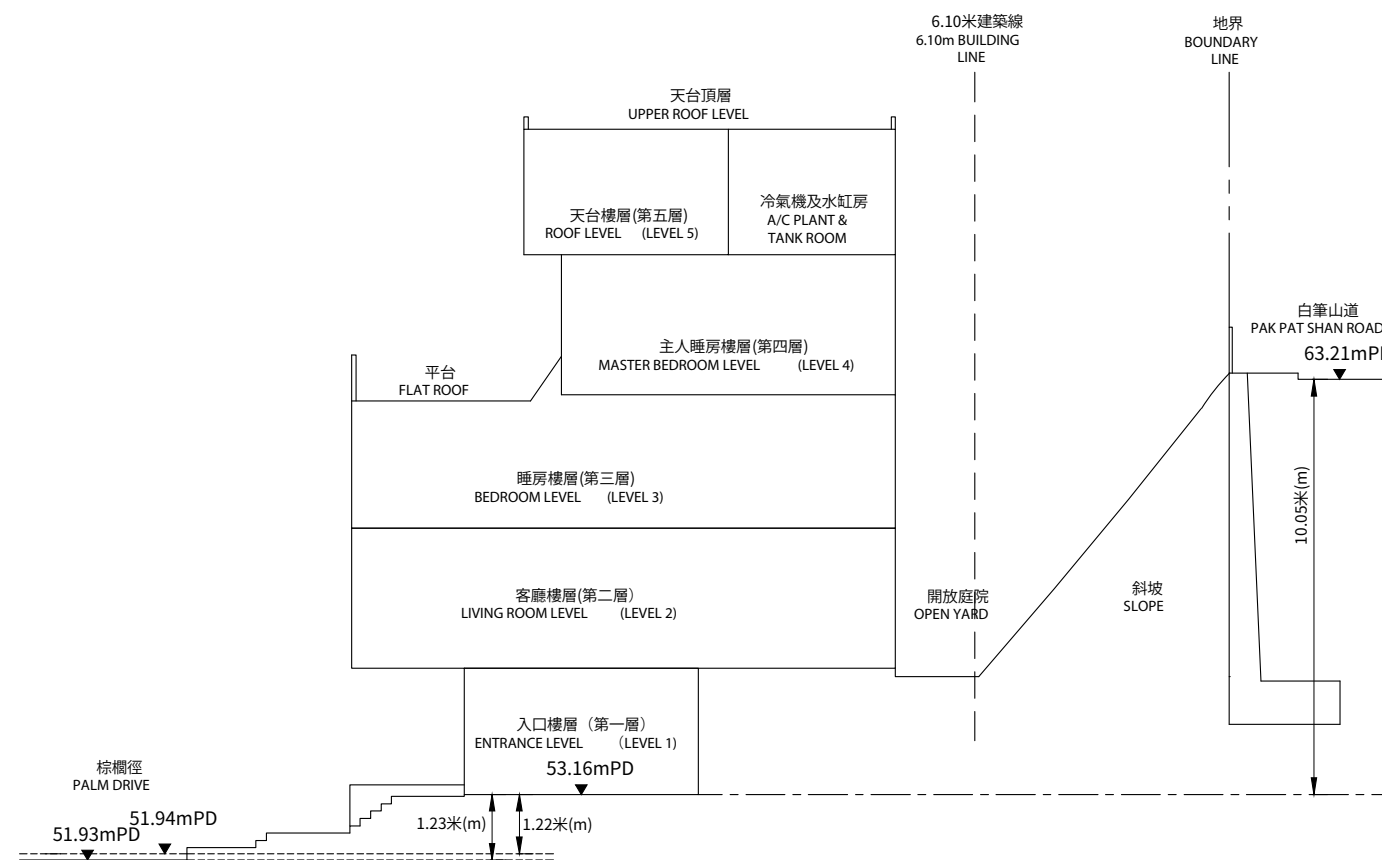 6.10米建築線
6.10m BUILDING
LINE
地界
BOUNDARY
LINE
天台頂層
UPPER ROOF LEVEL
天台樓層(第五層)
ROOF LEVEL (LEVEL 5)
冷氣機及水缸房
A/C PLANT &
TANK ROOM
白筆山道
PAK PAT SHAN ROAD
63.21mPD
主人睡房樓層(第四層)
MASTER BEDROOM LEVEL (LEVEL 4)
平台
FLAT ROOF
睡房樓層(第三層)
BEDROOM LEVEL (LEVEL 3)
10.05米(m)
客廳樓層(第二層）
LIVING ROOM LEVEL (LEVEL 2)
開放庭院
OPEN YARD
斜坡
SLOPE
入口樓層（第一層）
ENTRANCE LEVEL （LEVEL 1)
53.16mPD
棕櫚徑
PALM DRIVE
51.94mPD
51.93mPD
1.23米(m)
1.22米(m)